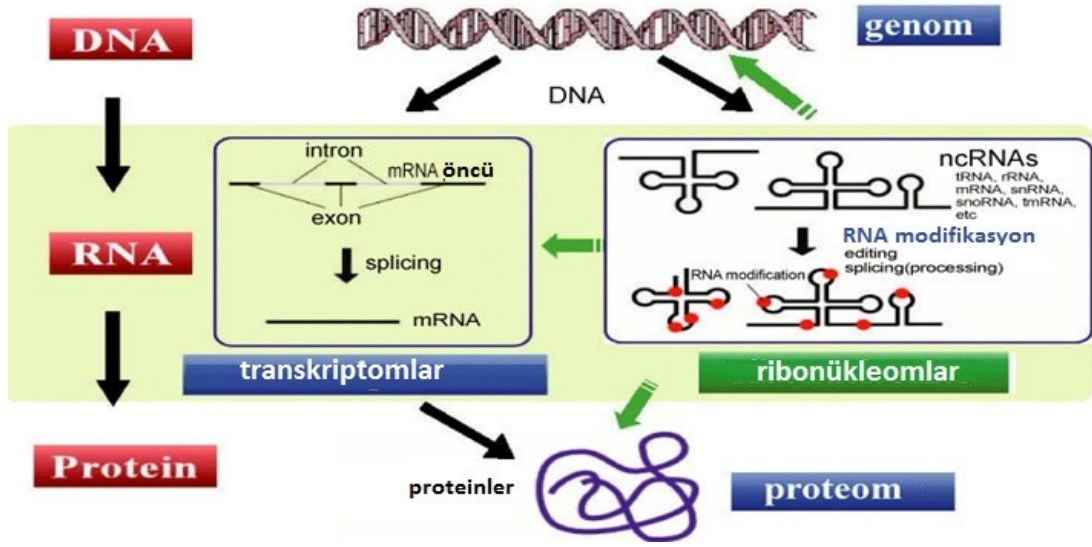 DNA
genom
DNA
intron
mRNA öncü
exon
splicing
mRNA
transkriptomlar
ncRNAs
tRNA, rRNA,
mRNA, snRNA,
snoRNA, tmRNA,
etc
RNA modifikasyon
editing
splicing(processing)
RNA modification
ribonükleomlar
RNA
Protein
proteinler
proteom